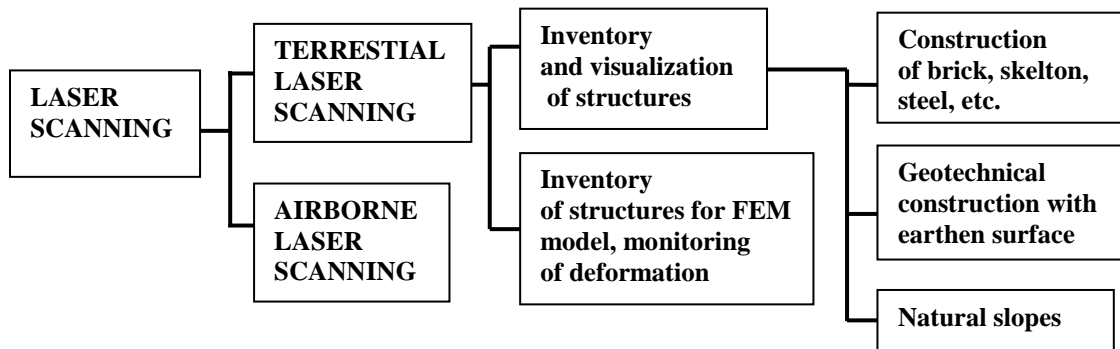 LASER
SCANNING
TERRESTIAL
LASER
SCANNING
AIRBORNE
LASER
SCANNING
Inventory
and visualization
of structures
Inventory
of structures for FEM
model, monitoring
of deformation
Construction
of brick, skelton,
steel, etc.
Geotechnical
construction with
earthen surface
Natural slopes